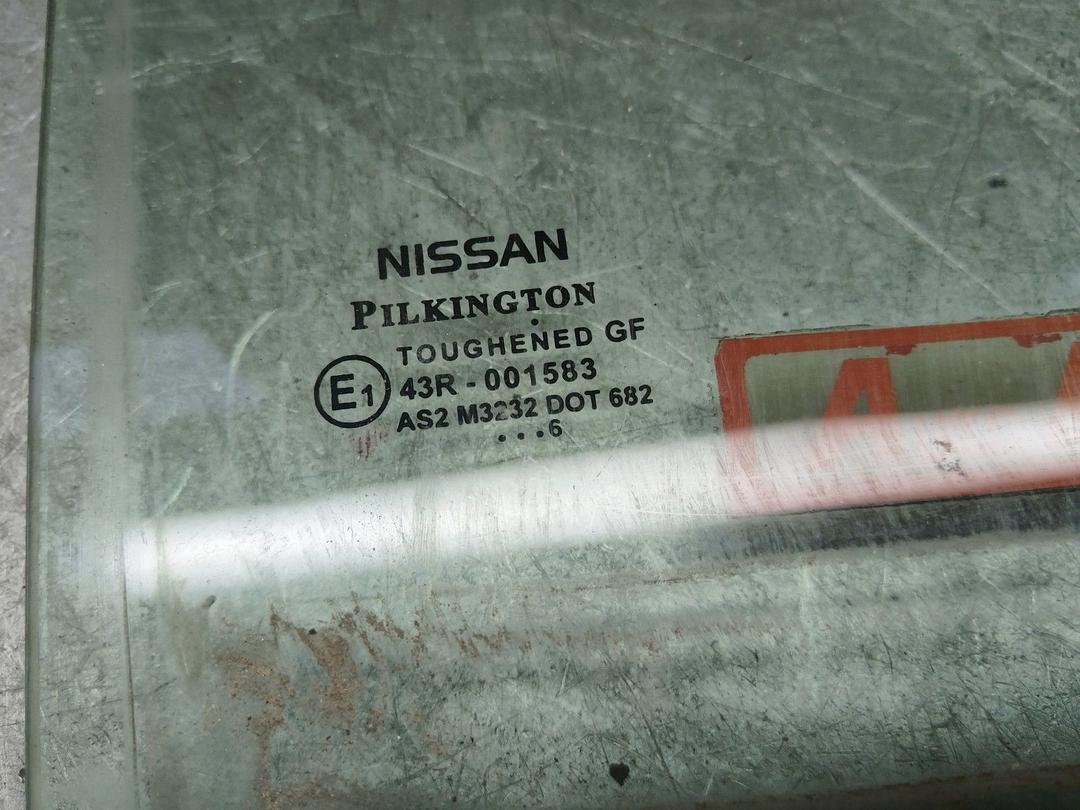 NISSAN
PILKINGTON
TOUGHENED GF
E1
43R - 001583
AS2 M3232 DOT 682
...6